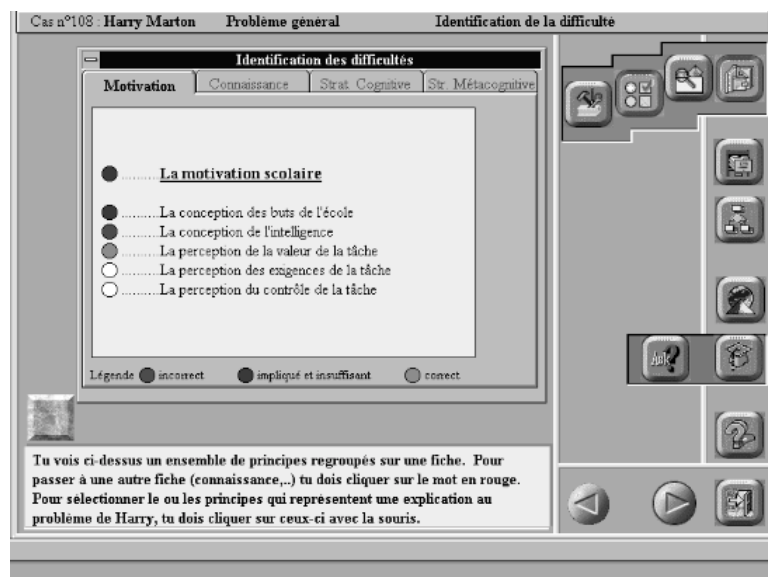 Cas n°108 : Harry Marton Problème général Identification de la difficulté
Identification des difficultés
Motivation Connaissance Strat. Cognitive Str. Métacognitive
La motivation scolaire
La conception des buts de l'école
La conception de l'intelligence
La perception de la valeur de la tâche
La perception des exigences de la tâche
La perception du contrôle de la tâche
Légende incorrect impliqué et insuffisant correct
Tu vois ci-dessus un ensemble de principes regroupés sur une fiche. Pour
passer à une autre fiche (connaissance,..) tu dois cliquer sur le mot en rouge.
Pour sélectionner le ou les principes qui représentent une explication au
problème de Harry, tu dois cliquer sur ceux-ci avec la souris.